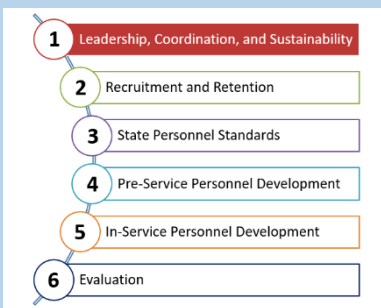 1 Leadership, Coordination, and Sustainability
2 Recruitment and Retention
3 State Personnel Standards
4 Pre-Service Personnel Development
5 In-Service Personnel Development
6 Evaluation